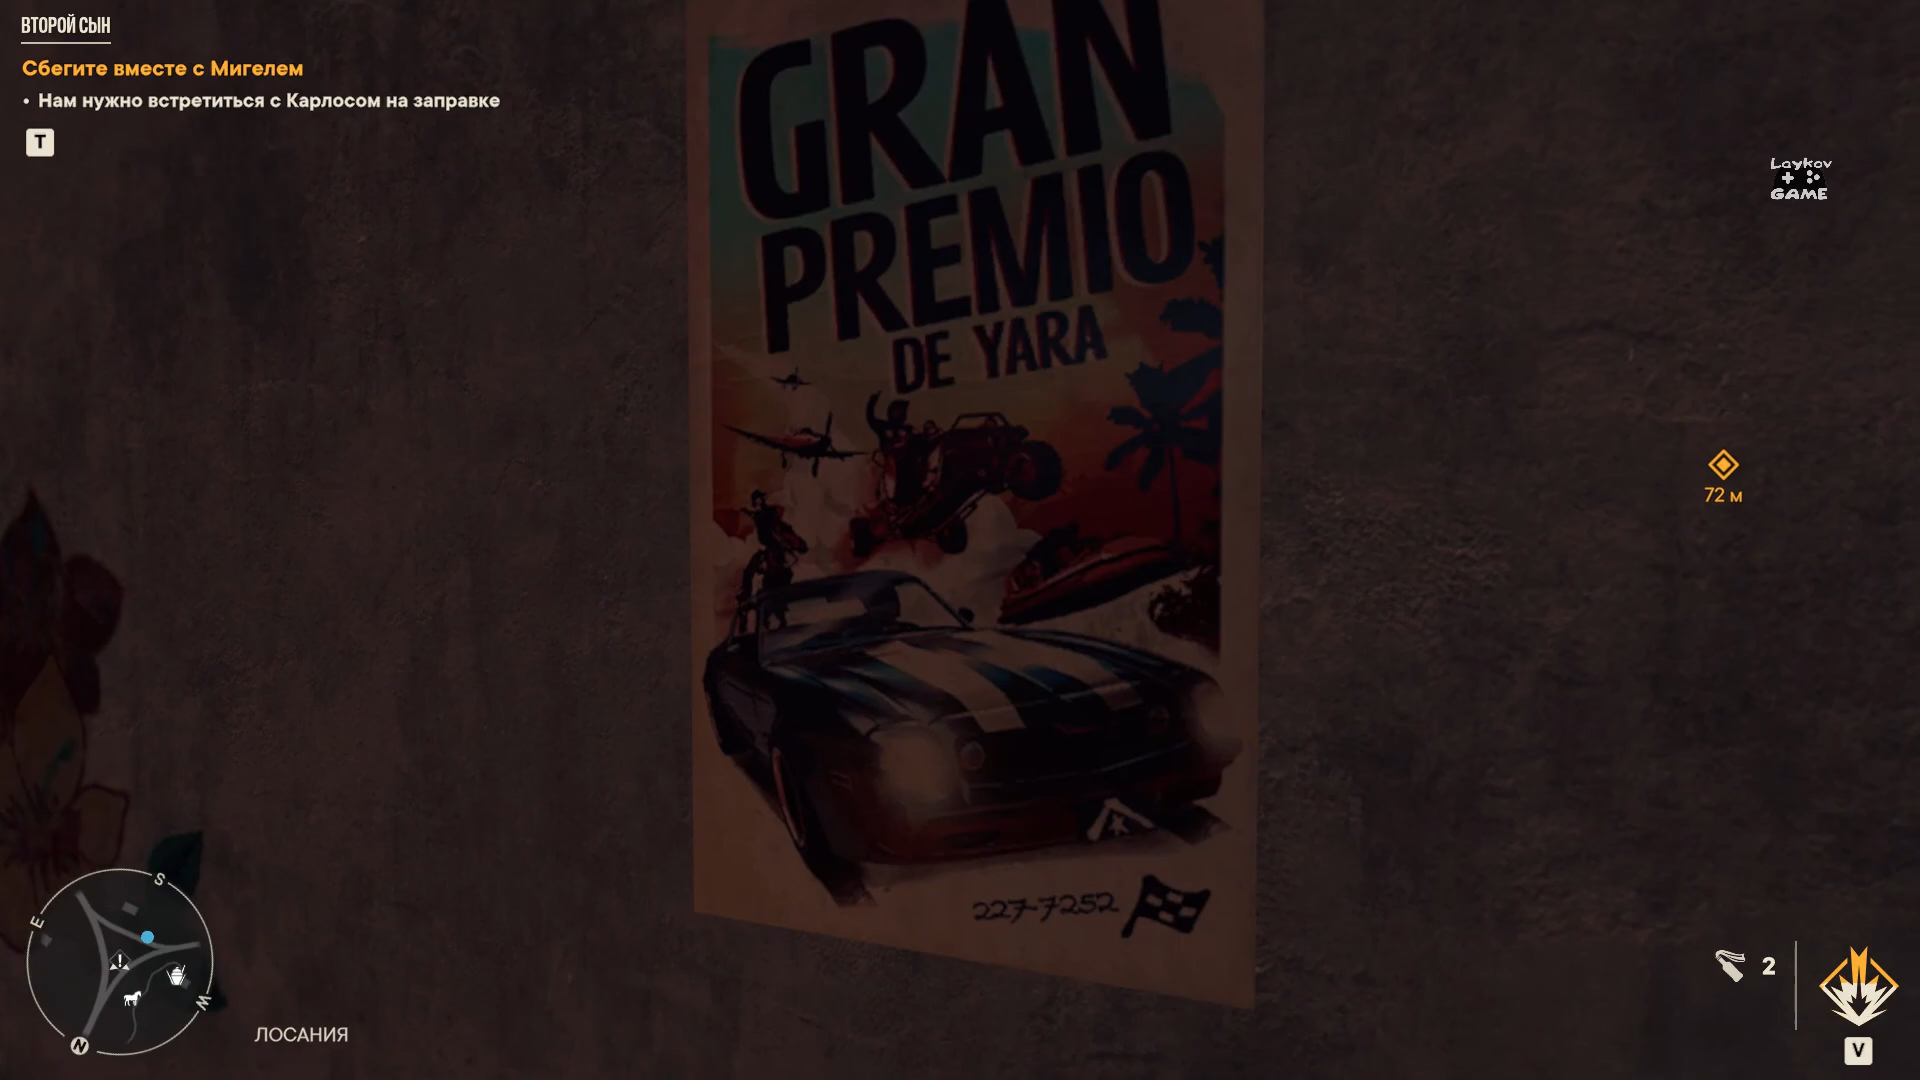 ВТОРОЙ СЫН
Сбегите вместе с Мигелем
• Нам нужно встретиться с Карлосом на заправке
T
GRAN
PREMIO
DE YARA
227-7252
Laykov
GAME
72 м
S
E
W
N
ЛОСАНИЯ
2
V